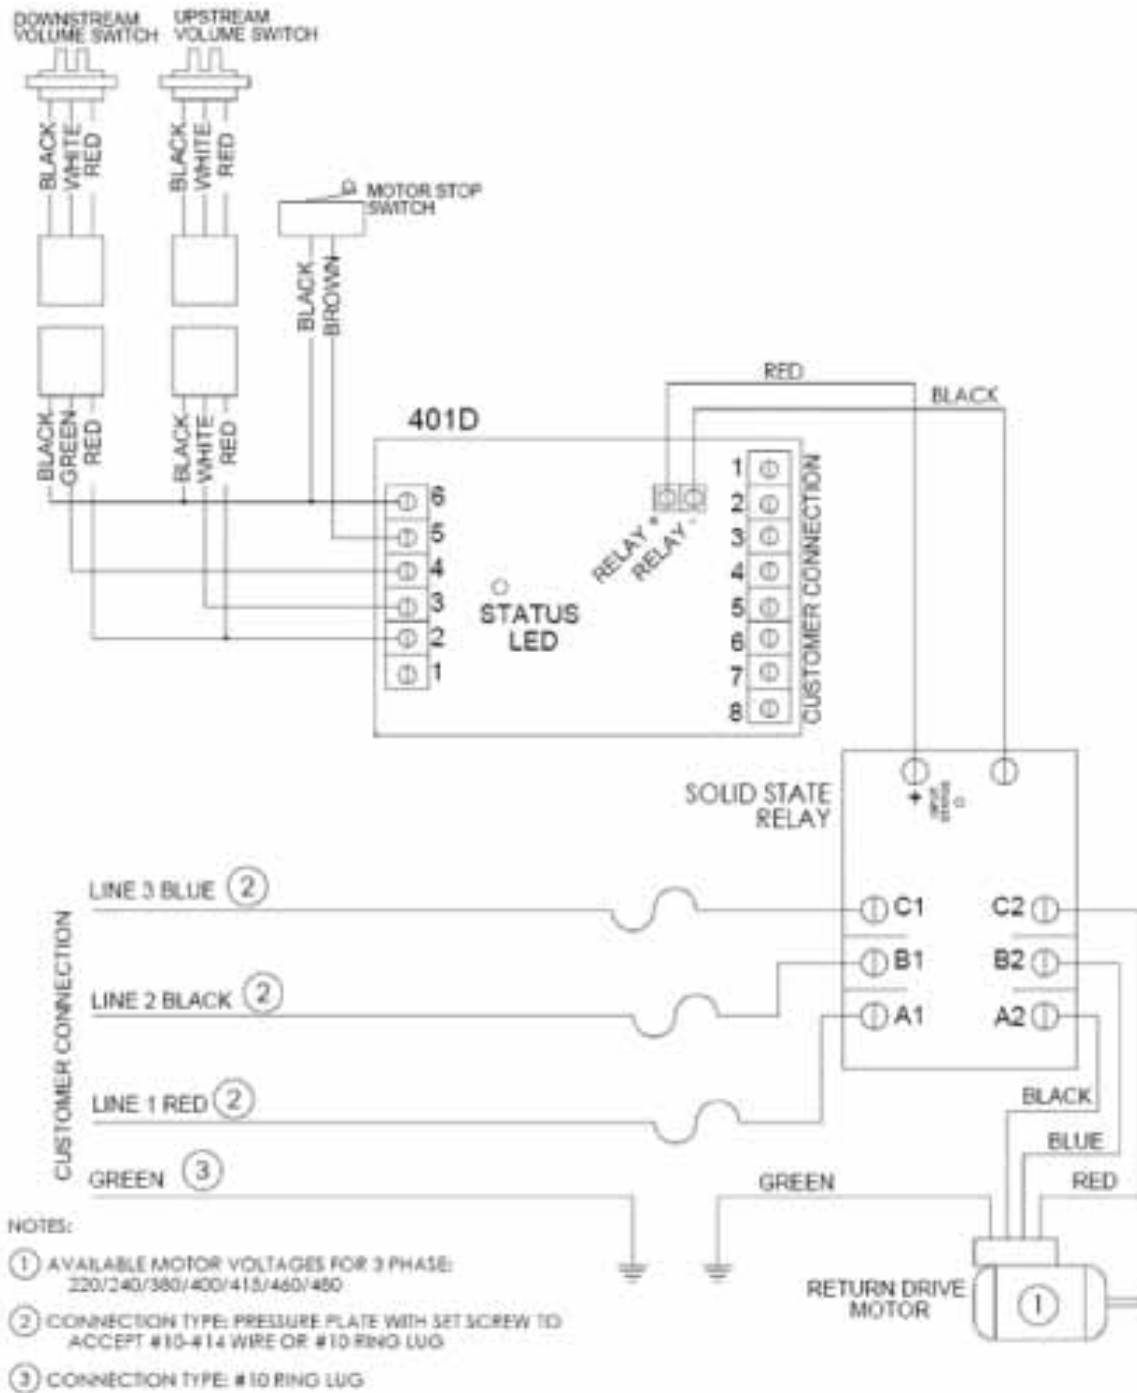 DOWNSTREAM
VOLUME SWITCH
UPSTREAM
VOLUME SWITCH
BLACK
WHITE
RED
BLACK
WHITE
RED
MOTOR STOP
SWITCH
BLACK
BROWN
BLACK
GREEN
RED
BLACK
WHITE
RED
RED
BLACK
401D
6
5
4
3
2
1
STATUS
LED
RELAY +
RELAY -
1
2
3
4
5
6
7
8
CUSTOMER CONNECTION
SOLID STATE
RELAY
+
INPUT
STATUS
C1
C2
B1
B2
A1
A2
CUSTOMER CONNECTION
LINE 3 BLUE 2
LINE 2 BLACK 2
LINE 1 RED 2
GREEN 3
BLACK
BLUE
GREEN
RED
RETURN DRIVE
MOTOR
1
NOTES:
1 AVAILABLE MOTOR VOLTAGES FOR 3 PHASE:
220/240/380/400/415/460/480
2 CONNECTION TYPE: PRESSURE PLATE WITH SET SCREW TO
ACCEPT #10-#14 WIRE OR #10 RING LUG
3 CONNECTION TYPE: #10 RING LUG